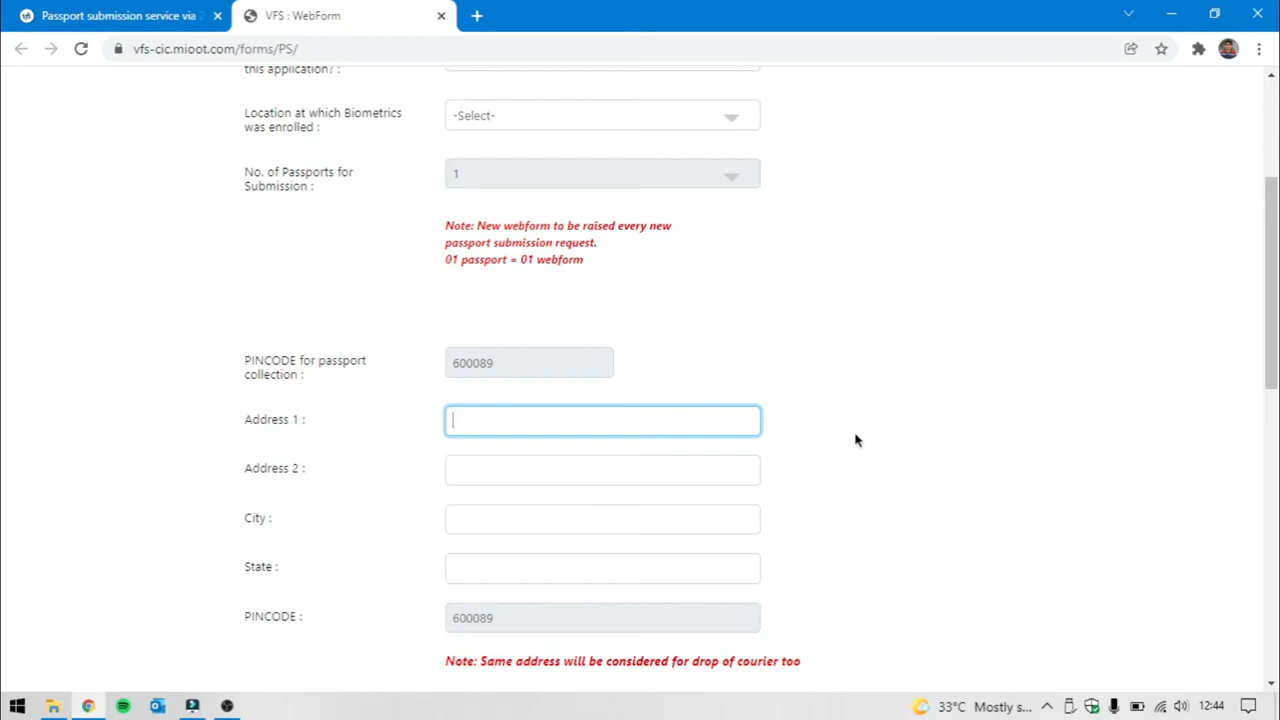 Passport submission service via
VFS : WebForm
vfs-cic.mioot.com/forms/PS/
this application? :
Location at which Biometrics
was enrolled :
-Select-
No. of Passports for
Submission :
1
Note: New webform to be raised every new
passport submission request.
01 passport = 01 webform
PINCODE for passport
collection :
600089
Address 1 :
Address 2 :
City :
State :
PINCODE :
600089
Note: Same address will be considered for drop of courier too
33°C Mostly s...
12:44